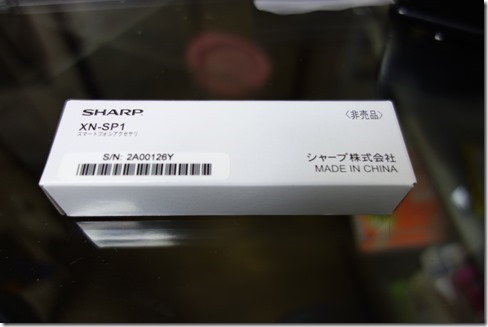 SHARP
〈非売品〉
XN-SP1
スマートフォンアクセサリ
S/N: 2A00126Y
シャープ株式会社
MADE IN CHINA